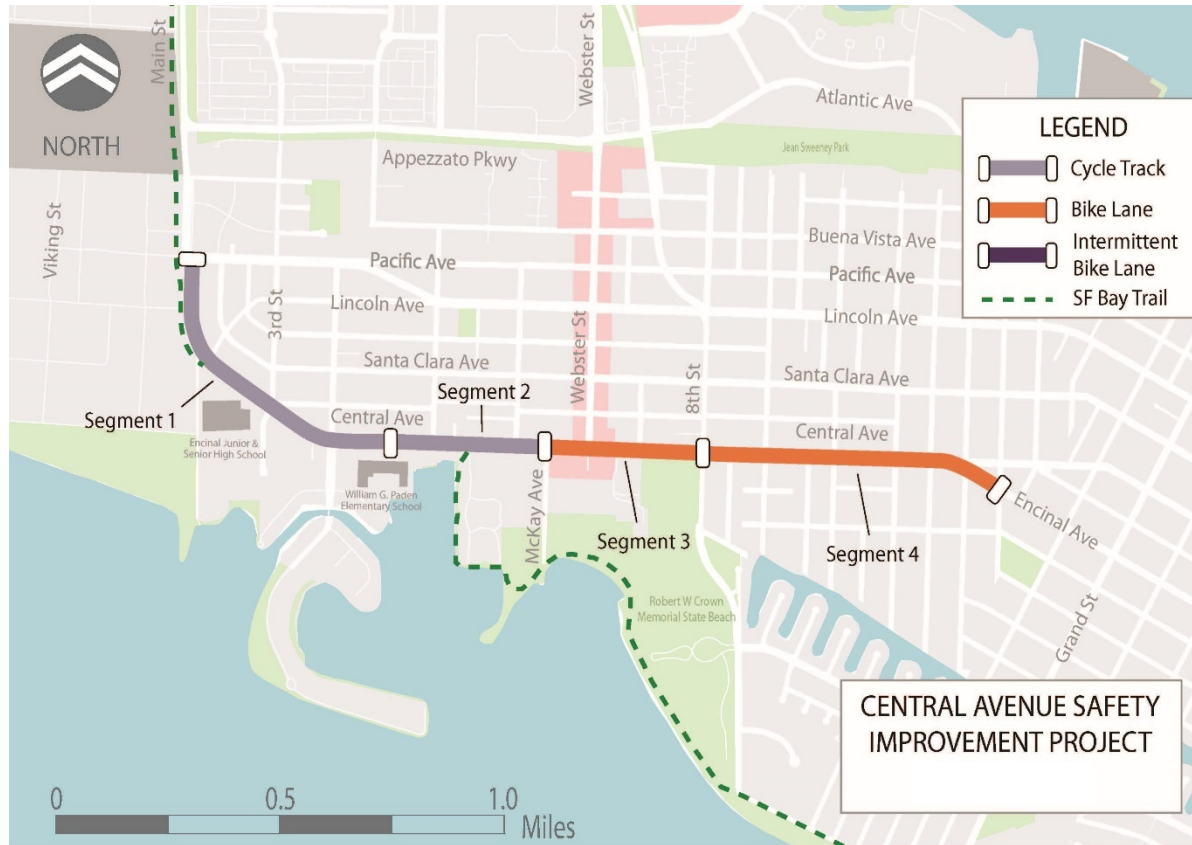 Main St
Webster St
NORTH
Atlantic Ave
LEGEND
Cycle Track
Bike Lane
Intermittent
Bike Lane
SF Bay Trail
Jean Sweeney Park
Appezzato Pkwy
Viking St
Buena Vista Ave
Pacific Ave
Pacific Ave
3rd St
Lincoln Ave
Lincoln Ave
Webster St
8th St
Santa Clara Ave
Santa Clara Ave
Segment 1
Central Ave
Segment 2
Central Ave
Encinal Junior &
Senior High School
William G. Paden
Elementary School
McKay Ave
Segment 3
Segment 4
Encinal Ave
Grand St
Robert W Crown
Memorial State Beach
CENTRAL AVENUE SAFETY
IMPROVEMENT PROJECT
0
0.5
1.0
Miles